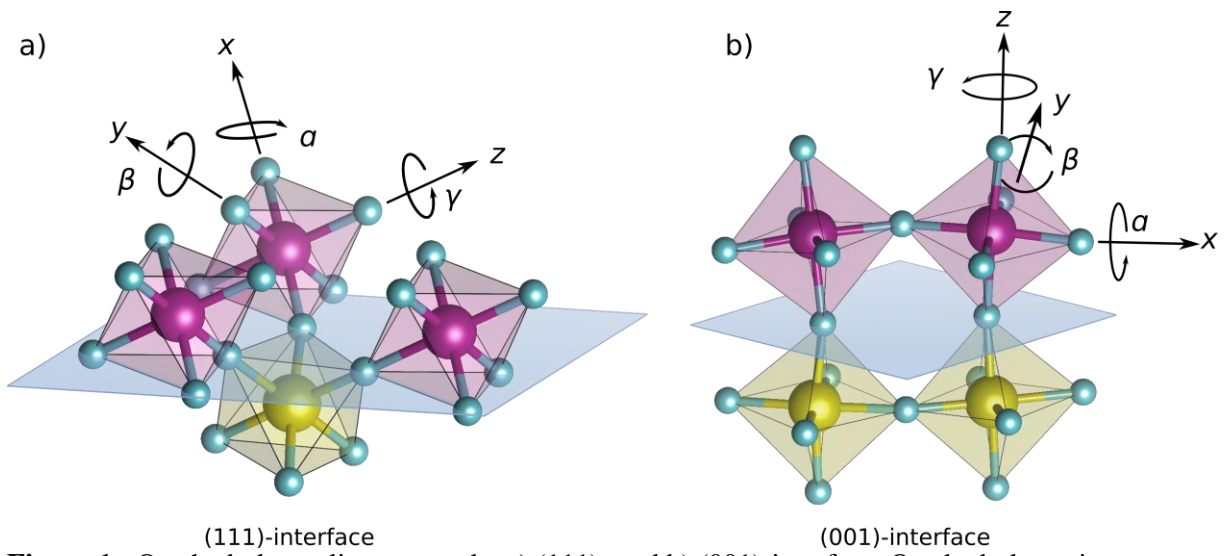 a)
x
α
y
β
z
γ
(111)-interface
b)
z
γ
y
β
α
x
(001)-interface